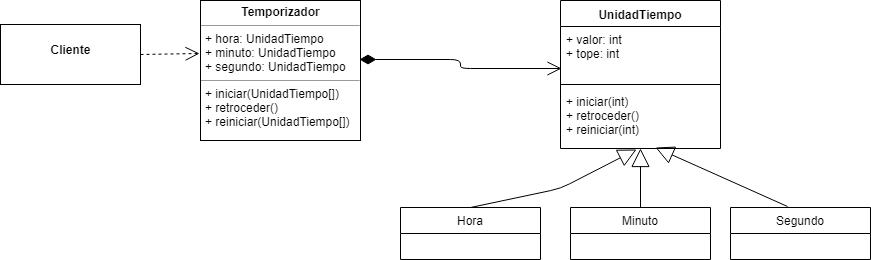 Cliente
Temporizador
+ hora: UnidadTiempo
+ minuto: UnidadTiempo
+ segundo: UnidadTiempo
+ iniciar(UnidadTiempo[])
+ retroceder()
+ reiniciar(UnidadTiempo[])
UnidadTiempo
+ valor: int
+ tope: int
+ iniciar(int)
+ retroceder()
+ reiniciar(int)
Hora
Minuto
Segundo